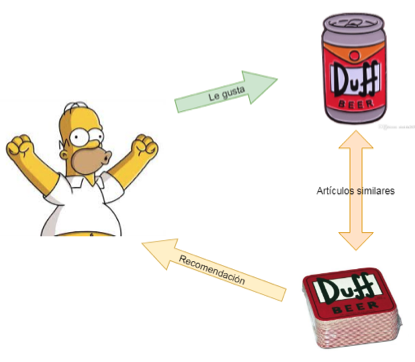 Le gusta
Duff
BEER
Artículos similares
Recomendación
Duff
BEER